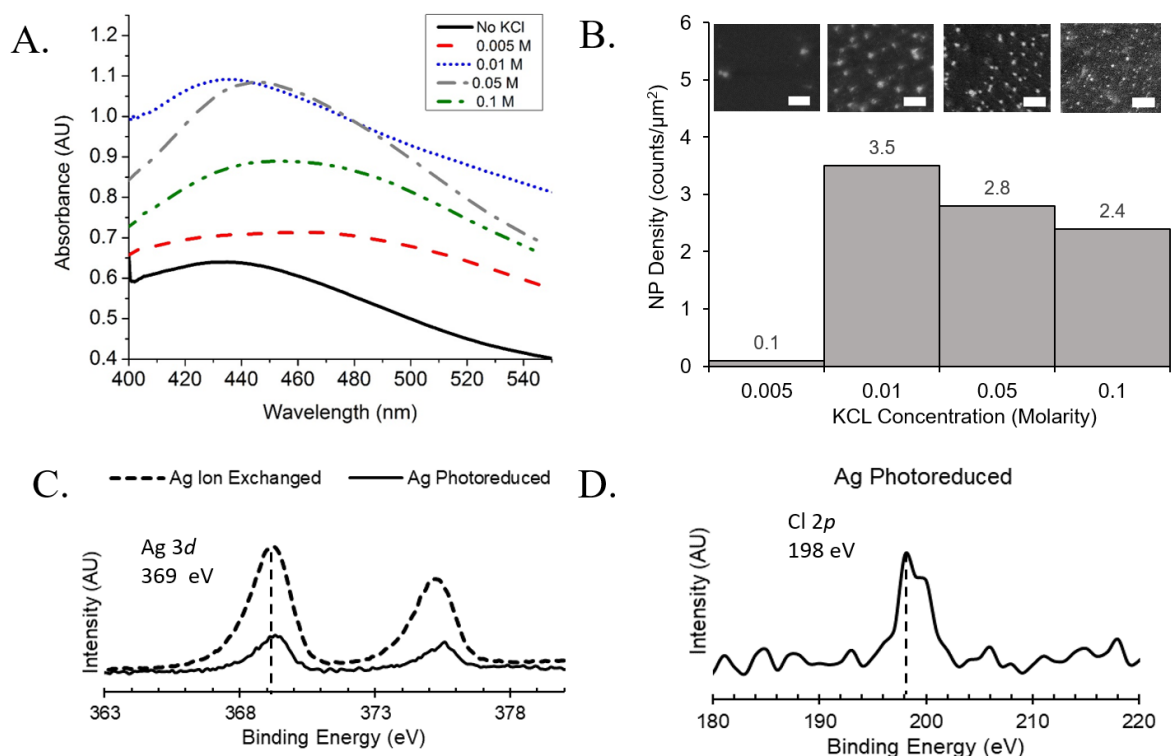 A.
1.2
1.1
1.0
0.9
0.8
0.7
0.6
0.5
0.4
Absorbance (AU)
400 420 440 460 480 500 520 540
Wavelength (nm)
No KCl
0.005 M
0.01 M
0.05 M
0.1 M
B.
6
5
4
3
2
1
0
NP Density (counts/µm²)
0.1
3.5
2.8
2.4
0.005 0.01 0.05 0.1
KCL Concentration (Molarity)
C.
Ag Ion Exchanged
Ag Photoreduced
Ag 3d
369 eV
Intensity (AU)
363 368 373 378
Binding Energy (eV)
D.
Ag Photoreduced
Cl 2p
198 eV
Intensity (AU)
180 190 200 210 220
Binding Energy (eV)